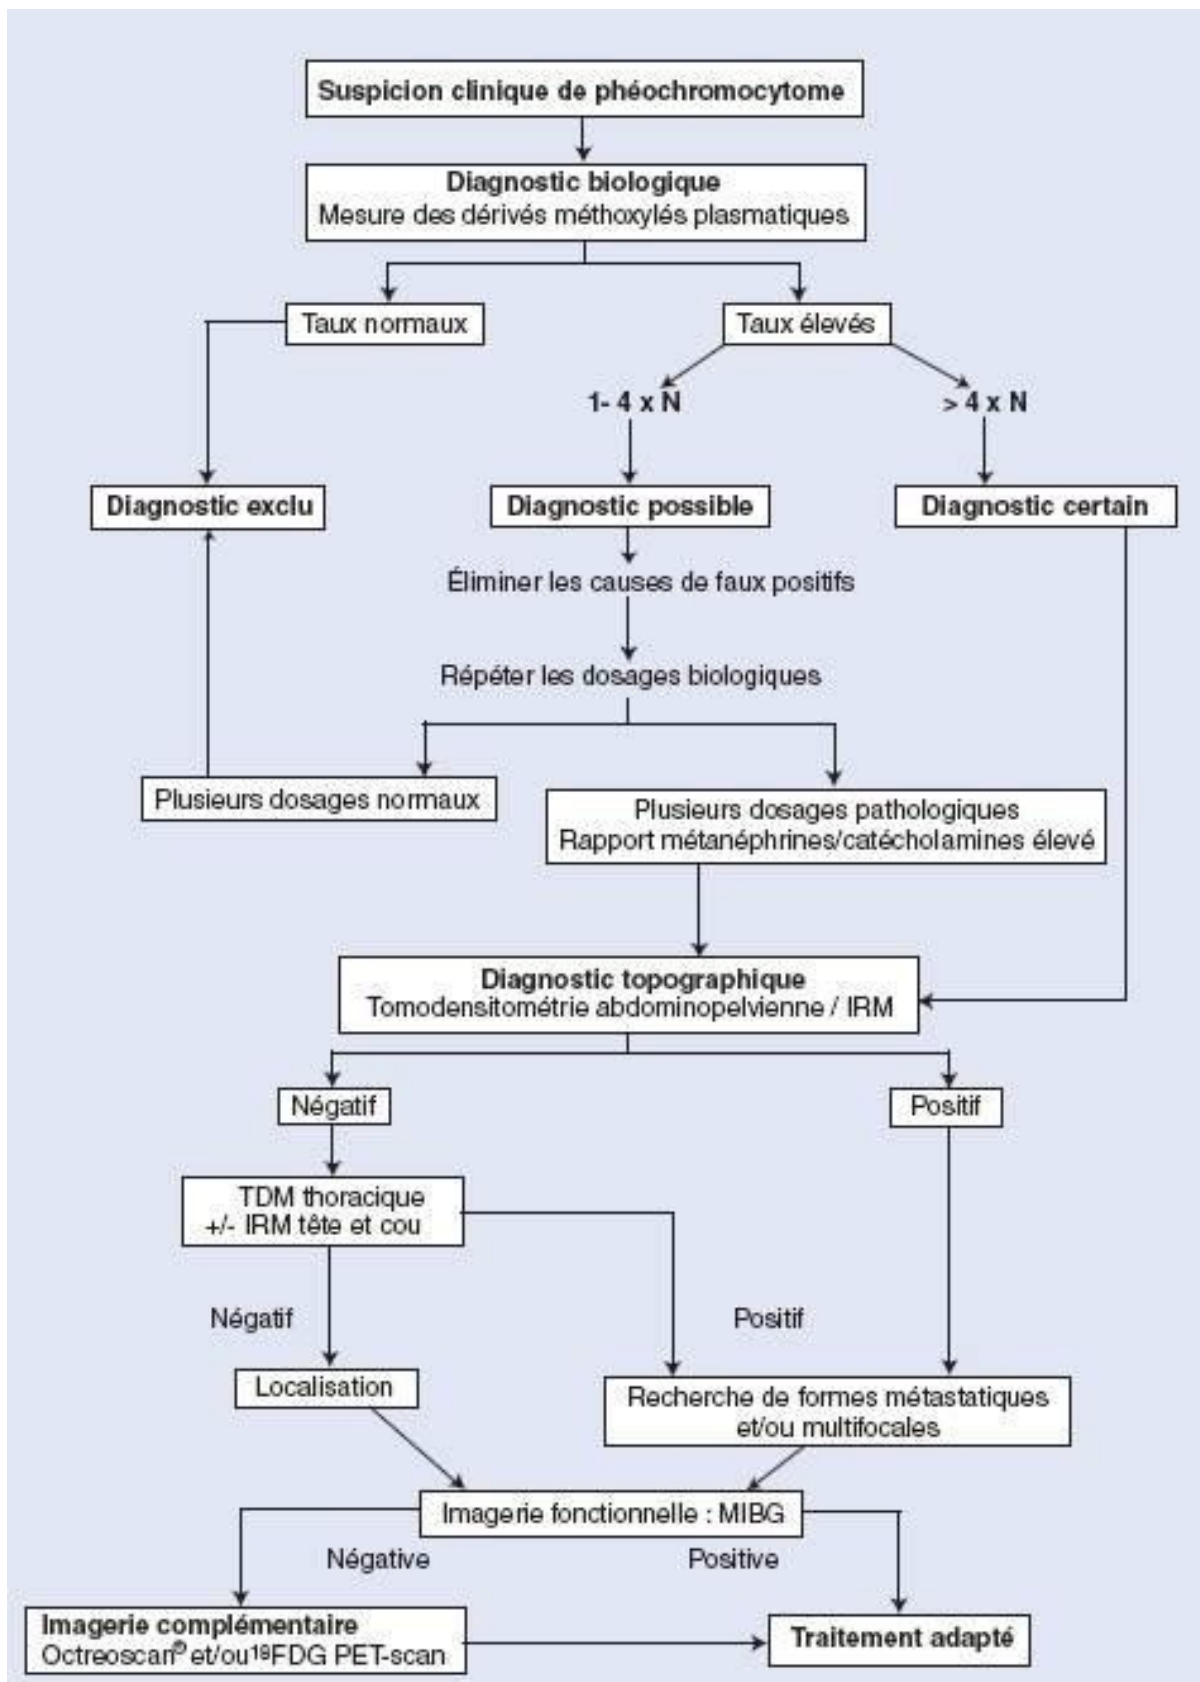 Suspicion clinique de phéochromocytome
Diagnostic biologique
Mesure des dérivés méthoxylés plasmatiques
Taux normaux
Taux élevés
1- 4 x N
> 4 x N
Diagnostic exclu
Diagnostic possible
Diagnostic certain
Éliminer les causes de faux positifs
Répéter les dosages biologiques
Plusieurs dosages normaux
Plusieurs dosages pathologiques
Rapport métanéphrines/catécholamines élevé
Diagnostic topographique
Tomodensitométrie abdominopelvienne / IRM
Négatif
Positif
TDM thoracique
+/- IRM tête et cou
Négatif
Positif
Localisation
Recherche de formes métastatiques
et/ou multifocales
Imagerie fonctionnelle : MIBG
Négative
Positive
Imagerie complémentaire
Octreoscan® et/ou ¹⁸FDG PET-scan
Traitement adapté